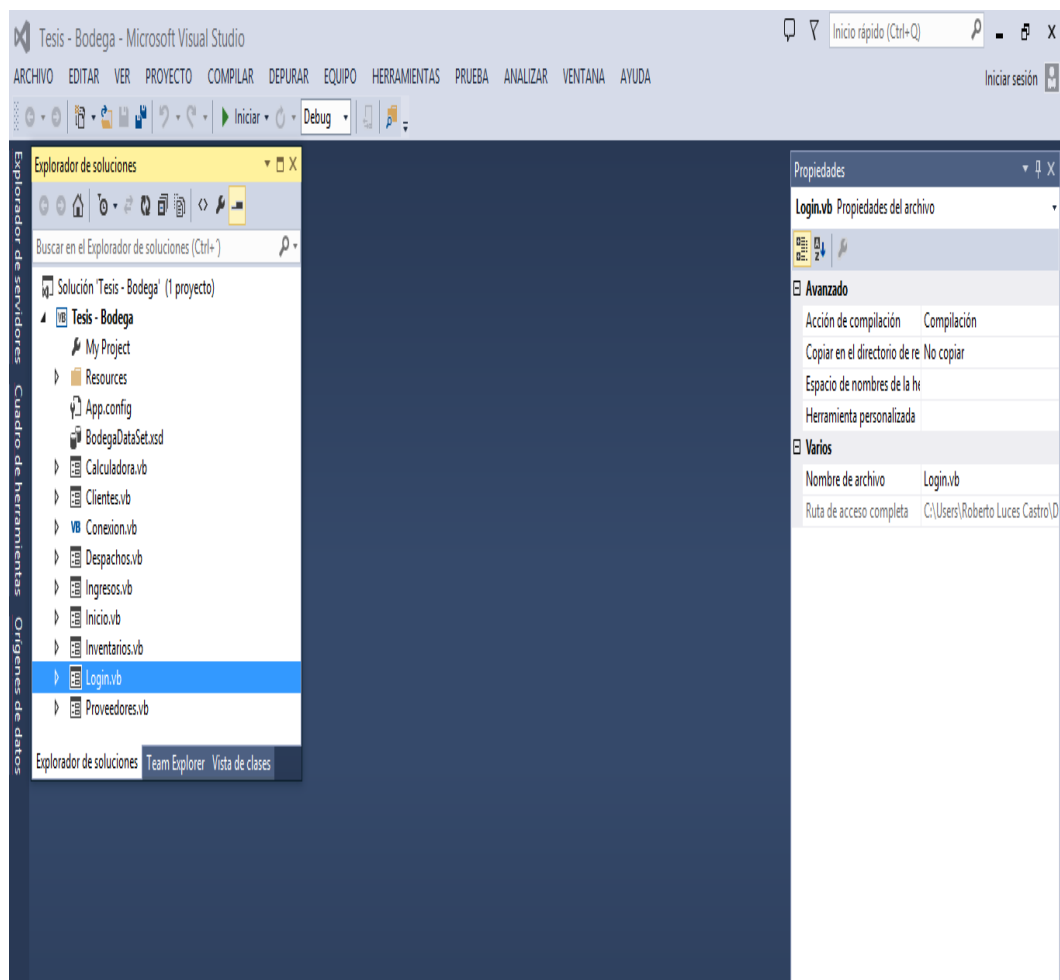 Tesis - Bodega - Microsoft Visual Studio
Inicio rápido (Ctrl+Q)
ARCHIVO EDITAR VER PROYECTO COMPILAR DEPURAR EQUIPO HERRAMIENTAS PRUEBA ANALIZAR VENTANA AYUDA
Iniciar sesión
Iniciar
Debug
Explorador de servidores
Cuadro de herramientas
Orígenes de datos
Explorador de soluciones
Buscar en el Explorador de soluciones (Ctrl+´)
Solución 'Tesis - Bodega' (1 proyecto)
VB Tesis - Bodega
My Project
Resources
App.config
BodegaDataSet.xsd
Calculadora.vb
Clientes.vb
VB Conexion.vb
Despachos.vb
Ingresos.vb
Inicio.vb
Inventarios.vb
Login.vb
Proveedores.vb
Explorador de soluciones Team Explorer Vista de clases
Propiedades
Login.vb Propiedades del archivo
Avanzado
Acción de compilación Compilación
Copiar en el directorio de re No copiar
Espacio de nombres de la he
Herramienta personalizada
Varios
Nombre de archivo Login.vb
Ruta de acceso completa C:\Users\Roberto Luces Castro\D